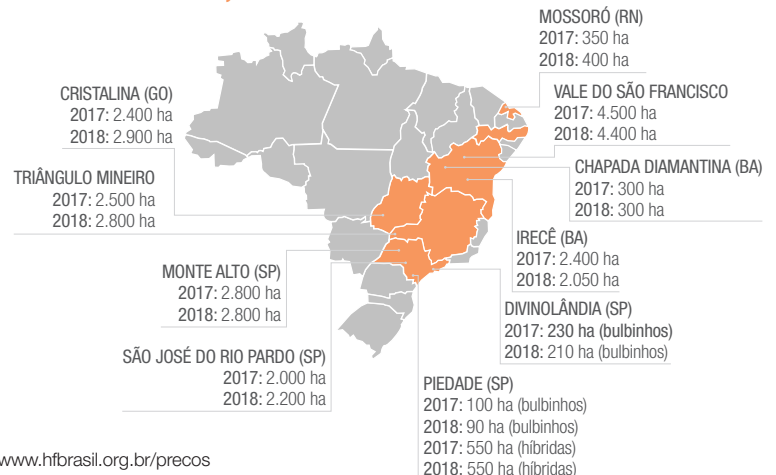 MOSSORÓ (RN)
2017: 350 ha
2018: 400 ha
CRISTALINA (GO)
2017: 2.400 ha
2018: 2.900 ha
VALE DO SÃO FRANCISCO
2017: 4.500 ha
2018: 4.400 ha
TRIÂNGULO MINEIRO
2017: 2.500 ha
2018: 2.800 ha
CHAPADA DIAMANTINA (BA)
2017: 300 ha
2018: 300 ha
IRECÊ (BA)
2017: 2.400 ha
2018: 2.050 ha
MONTE ALTO (SP)
2017: 2.800 ha
2018: 2.800 ha
DIVINOLÂNDIA (SP)
2017: 230 ha (bulbinhos)
2018: 210 ha (bulbinhos)
SÃO JOSÉ DO RIO PARDO (SP)
2017: 2.000 ha
2018: 2.200 ha
PIEDADE (SP)
2017: 100 ha (bulbinhos)
2018: 90 ha (bulbinhos)
2017: 550 ha (híbridas)
2018: 550 ha (híbridas)
www.hfbrasil.org.br/precos